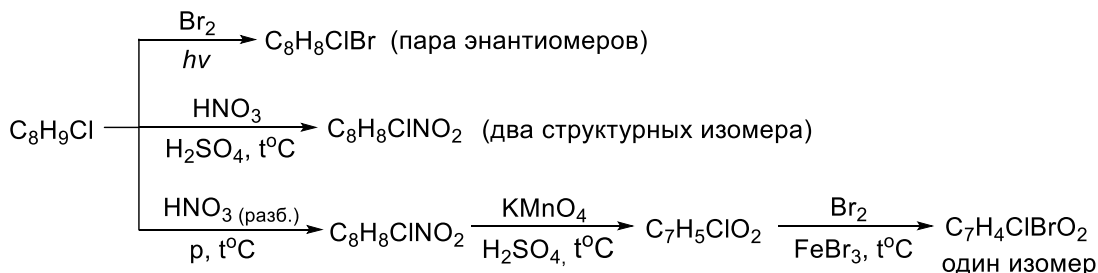 Br₂
hν
C₈H₈ClBr (пара энантиомеров)
C₈H₉Cl
HNO₃
H₂SO₄, t°C
C₈H₈ClNO₂ (два структурных изомера)
HNO₃ (разб.)
p, t°C
C₈H₈ClNO₂
KMnO₄
H₂SO₄, t°C
C₇H₅ClO₂
Br₂
FeBr₃, t°C
C₇H₄ClBrO₂
один изомер